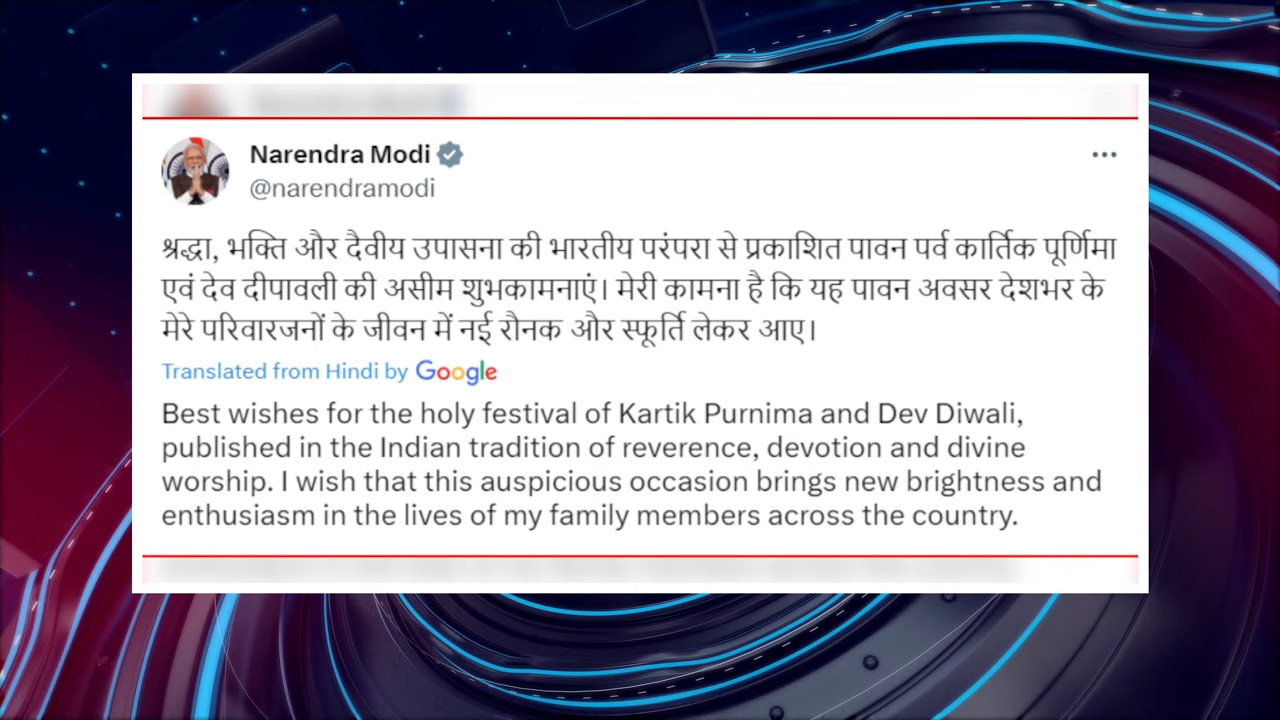 Narendra Modi
@narendramodi
श्रद्धा, भक्ति और दैवीय उपासना की भारतीय परंपरा से प्रकाशित पावन पर्व कार्तिक पूर्णिमा
एवं देव दीपावली की असीम शुभकामनाएं। मेरी कामना है कि यह पावन अवसर देशभर के
मेरे परिवारजनों के जीवन में नई रौनक और स्फूर्ति लेकर आए।
Translated from Hindi by Google
Best wishes for the holy festival of Kartik Purnima and Dev Diwali,
published in the Indian tradition of reverence, devotion and divine
worship. I wish that this auspicious occasion brings new brightness and
enthusiasm in the lives of my family members across the country.